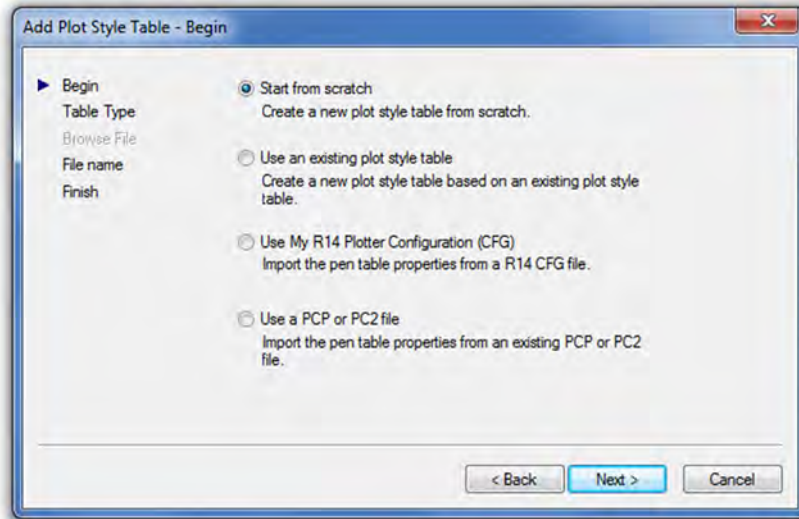 Add Plot Style Table - Begin
Begin
Table Type
Browse File
File name
Finish
Start from scratch
Create a new plot style table from scratch.
Use an existing plot style table
Create a new plot style table based on an existing plot style
table.
Use My R14 Plotter Configuration (CFG)
Import the pen table properties from a R14 CFG file.
Use a PCP or PC2 file
Import the pen table properties from an existing PCP or PC2
file.
< Back
Next >
Cancel